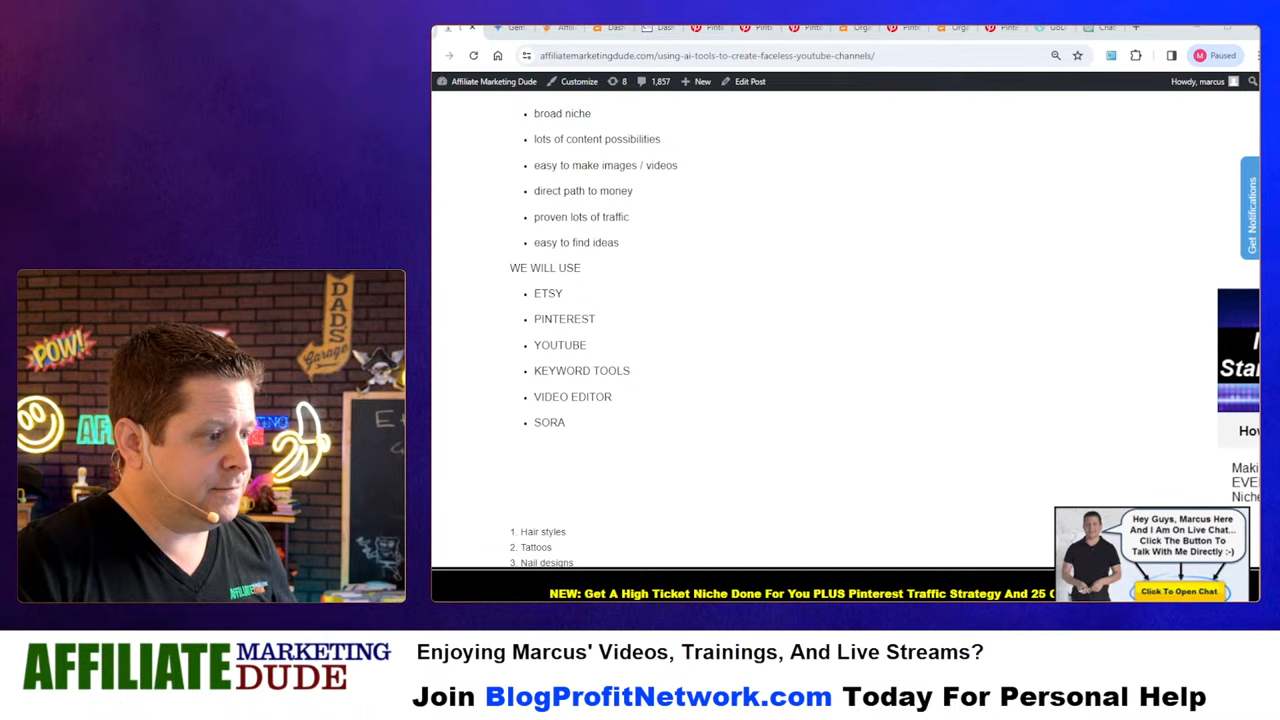 affiliatemarketingdude.com/using-ai-tools-to-create-faceless-youtube-channels/
Paused
Affiliate Marketing Dude
Customize
8
1,857
New
Edit Post
Howdy, marcus
broad niche
lots of content possibilities
easy to make images / videos
direct path to money
proven lots of traffic
easy to find ideas
WE WILL USE
ETSY
PINTEREST
YOUTUBE
KEYWORD TOOLS
VIDEO EDITOR
SORA
1. Hair styles
2. Tattoos
3. Nail designs
Get Notifications
Hey Guys, Marcus Here
And I Am On Live Chat...
Click The Button To
Talk With Me Directly :-)
Click To Open Chat
NEW: Get A High Ticket Niche Done For You PLUS Pinterest Traffic Strategy And 25
POW!
DADS
Garage
AFFILIATE MARKETING DUDE
Enjoying Marcus' Videos, Trainings, And Live Streams?
Join BlogProfitNetwork.com Today For Personal Help